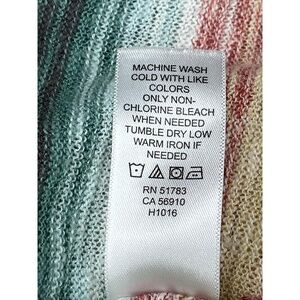 MACHINE WASH
COLD WITH LIKE
COLORS
ONLY NON-
CHLORINE BLEACH
WHEN NEEDED
TUMBLE DRY LOW
WARM IRON IF
NEEDED
RN 51783
CA 56910
H1016